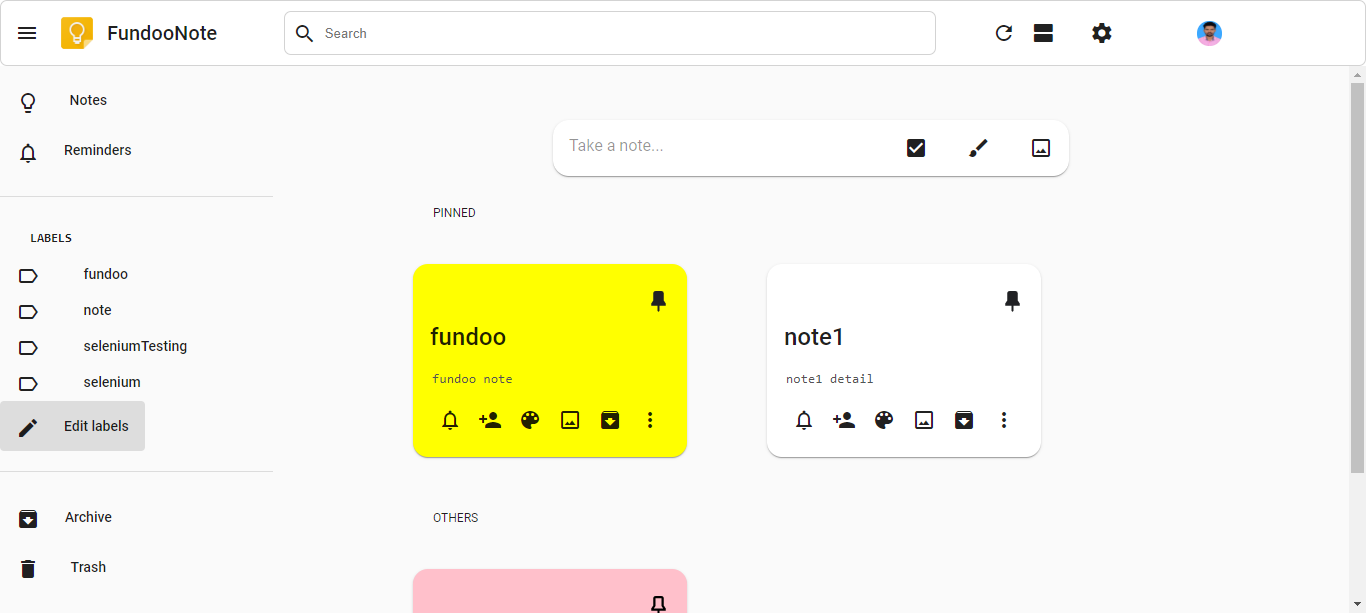 FundooNote
Search
Notes
Reminders
LABELS
fundoo
note
seleniumTesting
selenium
Edit labels
Archive
Trash
Take a note...
PINNED
fundoo
fundoo note
note1
note1 detail
OTHERS